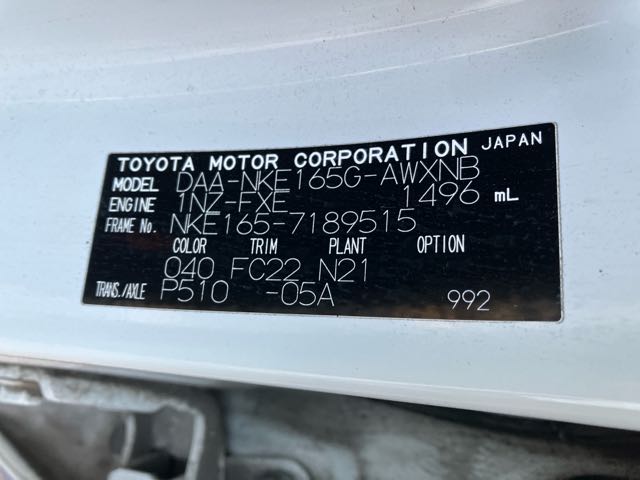 TOYOTA MOTOR CORPORATION JAPAN
MODEL DAA-NKE165G-AWXNB
ENGINE 1NZ-FXE 1496 mL
FRAME No. NKE165-7189515
COLOR TRIM PLANT OPTION
040 FC22 N21
TRANS./AXLE P510 -05A 992